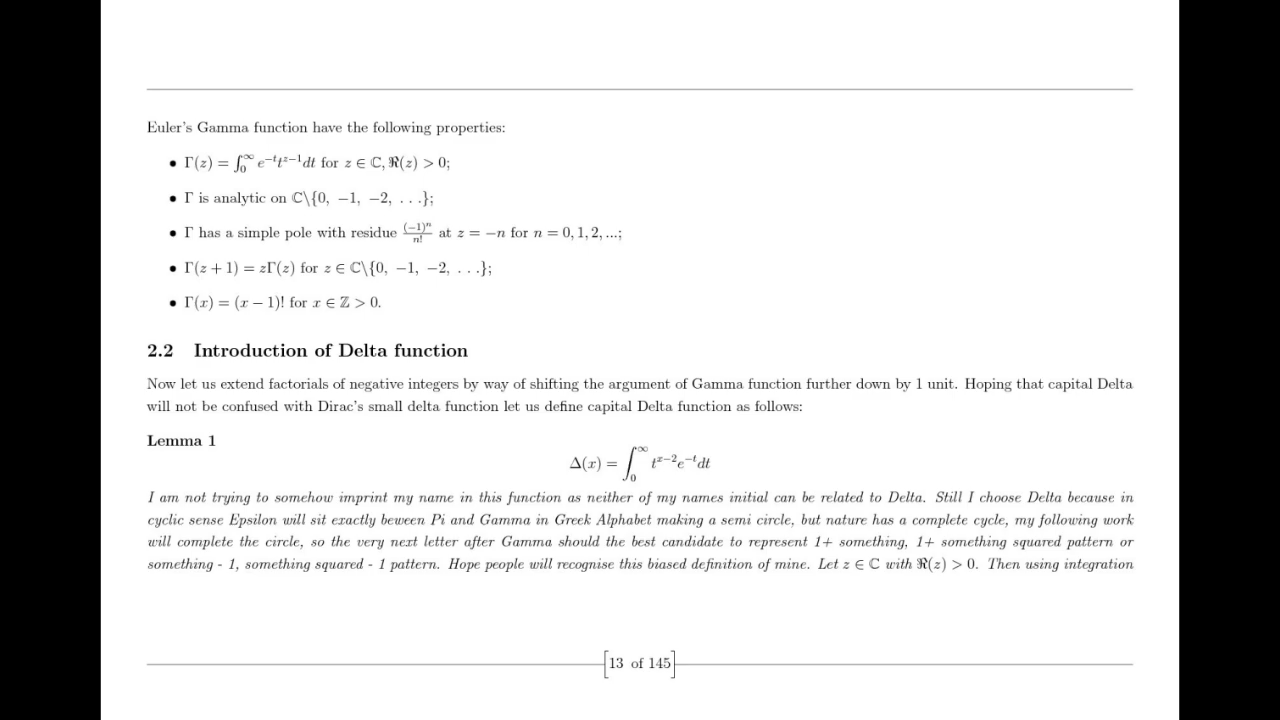 Euler's Gamma function have the following properties:
• Γ(z) = ∫₀^∞ e^{−t}t^{z−1}dt for z ∈ ℂ, ℜ(z) > 0;
• Γ is analytic on ℂ\{0, −1, −2, . . .};
• Γ has a simple pole with residue (−1)^n/n! at z = −n for n = 0, 1, 2, ...;
• Γ(z + 1) = zΓ(z) for z ∈ ℂ\{0, −1, −2, . . .};
• Γ(x) = (x − 1)! for x ∈ ℤ > 0.
2.2 Introduction of Delta function
Now let us extend factorials of negative integers by way of shifting the argument of Gamma function further down by 1 unit. Hoping that capital Delta
will not be confused with Dirac's small delta function let us define capital Delta function as follows:
Lemma 1
Δ(x) = ∫₀^∞ t^{x−2}e^{−t}dt
I am not trying to somehow imprint my name in this function as neither of my names initial can be related to Delta. Still I choose Delta because in
cyclic sense Epsilon will sit exactly beween Pi and Gamma in Greek Alphabet making a semi circle, but nature has a complete cycle, my following work
will complete the circle, so the very next letter after Gamma should the best candidate to represent 1+ something, 1+ something squared pattern or
something - 1, something squared - 1 pattern. Hope people will recognise this biased definition of mine. Let z ∈ ℂ with ℜ(z) > 0. Then using integration
[13 of 145]